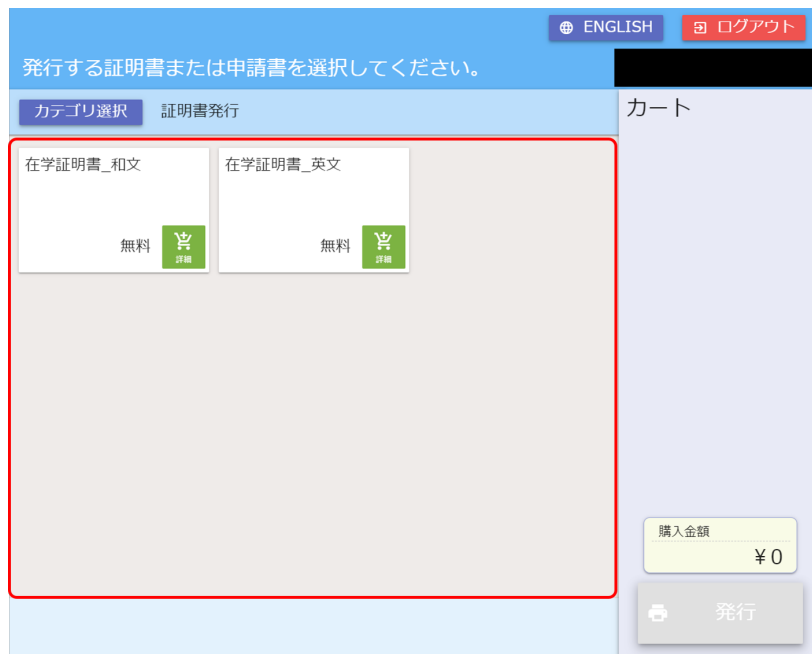 ENGLISH
ログアウト
発行する証明書または申請書を選択してください。
カテゴリ選択
証明書発行
カート
在学証明書_和文
無料
詳細
在学証明書_英文
無料
詳細
購入金額
¥0
発行